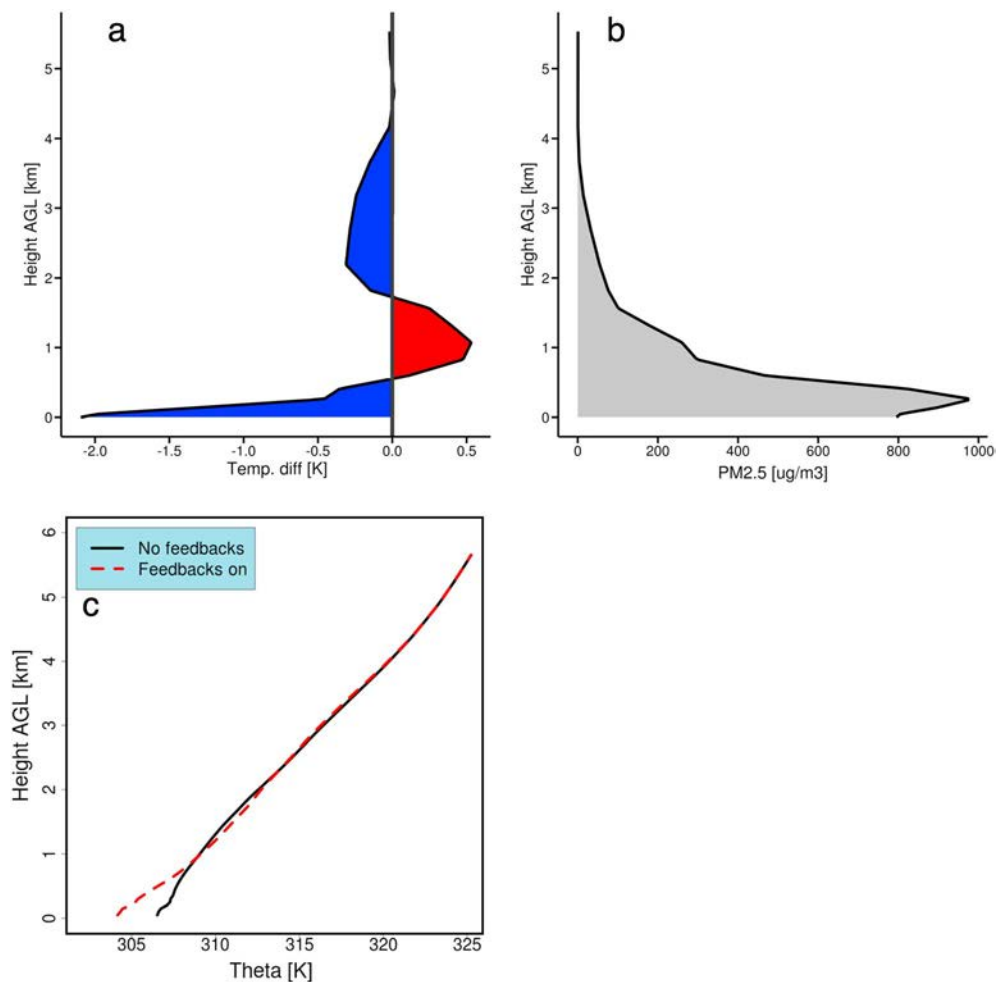 a
Height AGL [km]
5
4
3
2
1
0
-2.0 -1.5 -1.0 -0.5 0.0 0.5
Temp. diff [K]
b
Height AGL [km]
5
4
3
2
1
0
0 200 400 600 800 1000
PM2.5 [ug/m3]
No feedbacks
Feedbacks on
c
Height AGL [km]
6
5
4
3
2
1
0
305 310 315 320 325
Theta [K]